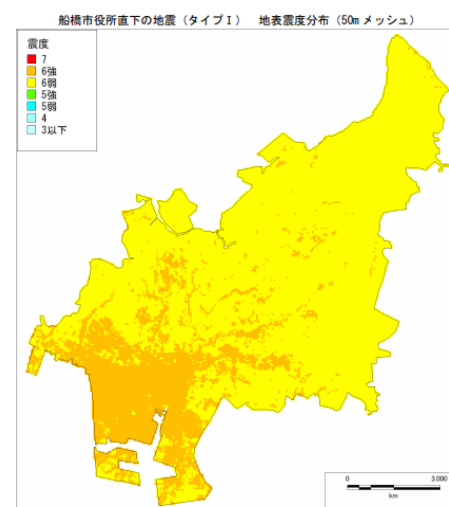 船橋市役所直下の地震（タイプⅠ） 地表震度分布（50mメッシュ）
震度
7
6強
6弱
5強
5弱
4
3以下
0 3.000
km